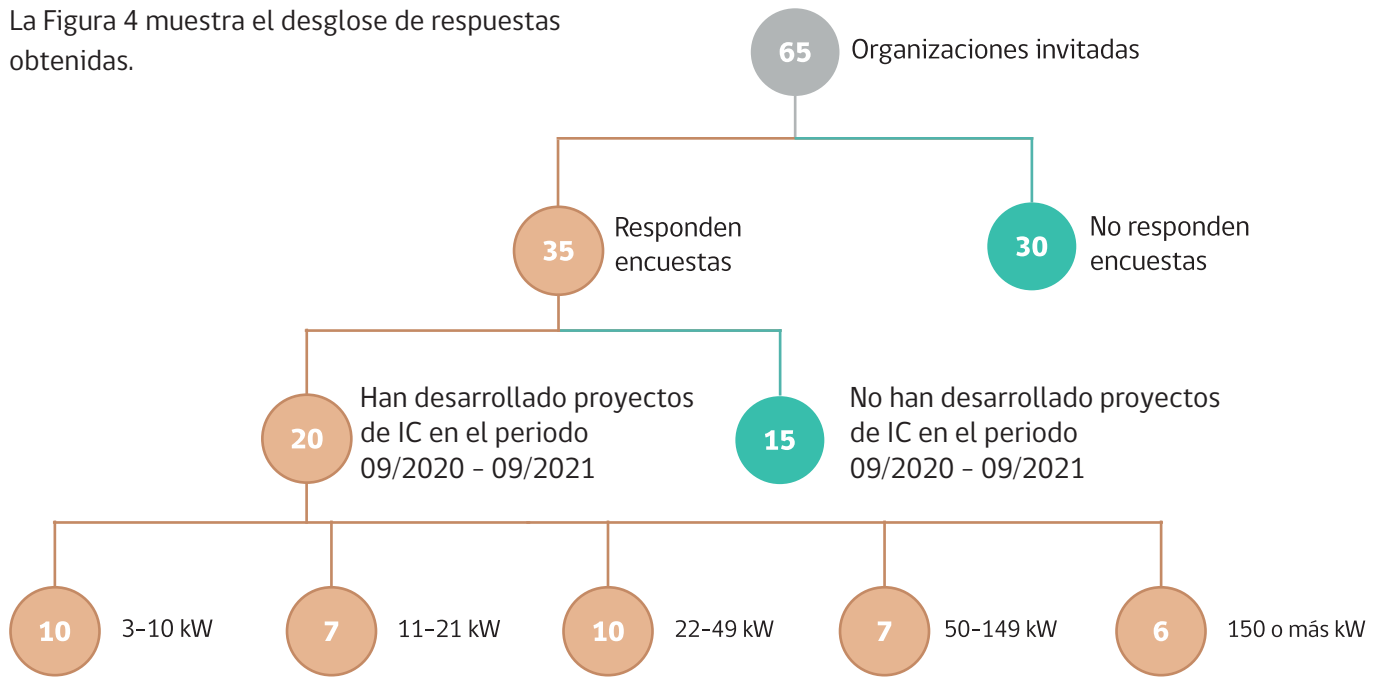 La Figura 4 muestra el desglose de respuestas
obtenidas.
65
Organizaciones invitadas
35
Responden
encuestas
30
No responden
encuestas
20
Han desarrollado proyectos
de IC en el periodo
09/2020 – 09/2021
15
No han desarrollado proyectos
de IC en el periodo
09/2020 – 09/2021
10
3–10 kW
7
11–21 kW
10
22–49 kW
7
50–149 kW
6
150 o más kW